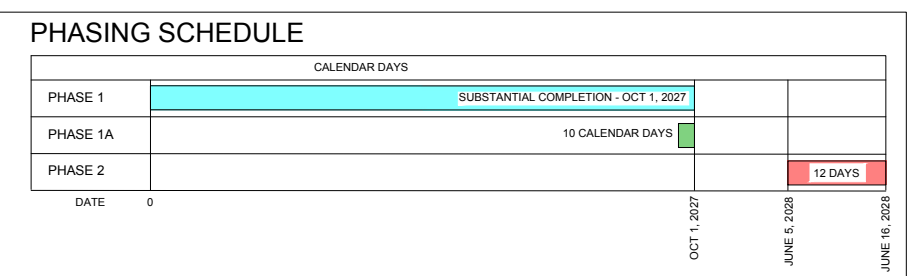 PHASING SCHEDULE
CALENDAR DAYS
PHASE 1
SUBSTANTIAL COMPLETION - OCT 1, 2027
PHASE 1A
10 CALENDAR DAYS
PHASE 2
12 DAYS
DATE
0
OCT 1, 2027
JUNE 5, 2028
JUNE 16, 2028